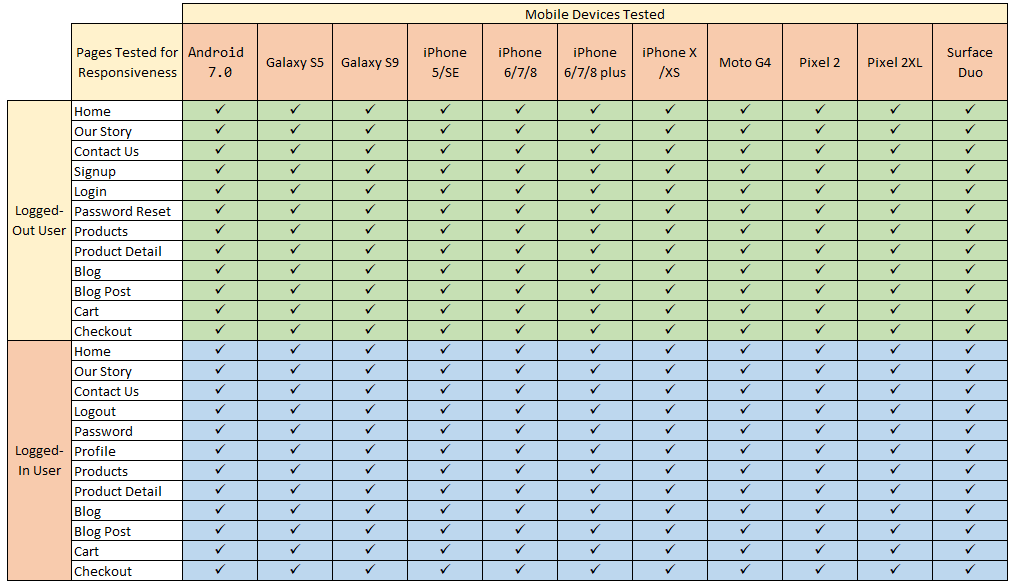 Mobile Devices Tested
Pages Tested for Responsiveness Android 7.0 Galaxy S5 Galaxy S9 iPhone 5/SE iPhone 6/7/8 iPhone 6/7/8 plus iPhone X /XS Moto G4 Pixel 2 Pixel 2XL Surface Duo
Logged-Out User
Home ✓ ✓ ✓ ✓ ✓ ✓ ✓ ✓ ✓ ✓ ✓
Our Story ✓ ✓ ✓ ✓ ✓ ✓ ✓ ✓ ✓ ✓ ✓
Contact Us ✓ ✓ ✓ ✓ ✓ ✓ ✓ ✓ ✓ ✓ ✓
Signup ✓ ✓ ✓ ✓ ✓ ✓ ✓ ✓ ✓ ✓ ✓
Login ✓ ✓ ✓ ✓ ✓ ✓ ✓ ✓ ✓ ✓ ✓
Password Reset ✓ ✓ ✓ ✓ ✓ ✓ ✓ ✓ ✓ ✓ ✓
Products ✓ ✓ ✓ ✓ ✓ ✓ ✓ ✓ ✓ ✓ ✓
Product Detail ✓ ✓ ✓ ✓ ✓ ✓ ✓ ✓ ✓ ✓ ✓
Blog ✓ ✓ ✓ ✓ ✓ ✓ ✓ ✓ ✓ ✓ ✓
Blog Post ✓ ✓ ✓ ✓ ✓ ✓ ✓ ✓ ✓ ✓ ✓
Cart ✓ ✓ ✓ ✓ ✓ ✓ ✓ ✓ ✓ ✓ ✓
Checkout ✓ ✓ ✓ ✓ ✓ ✓ ✓ ✓ ✓ ✓ ✓
Logged-In User
Home ✓ ✓ ✓ ✓ ✓ ✓ ✓ ✓ ✓ ✓ ✓
Our Story ✓ ✓ ✓ ✓ ✓ ✓ ✓ ✓ ✓ ✓ ✓
Contact Us ✓ ✓ ✓ ✓ ✓ ✓ ✓ ✓ ✓ ✓ ✓
Logout ✓ ✓ ✓ ✓ ✓ ✓ ✓ ✓ ✓ ✓ ✓
Password ✓ ✓ ✓ ✓ ✓ ✓ ✓ ✓ ✓ ✓ ✓
Profile ✓ ✓ ✓ ✓ ✓ ✓ ✓ ✓ ✓ ✓ ✓
Products ✓ ✓ ✓ ✓ ✓ ✓ ✓ ✓ ✓ ✓ ✓
Product Detail ✓ ✓ ✓ ✓ ✓ ✓ ✓ ✓ ✓ ✓ ✓
Blog ✓ ✓ ✓ ✓ ✓ ✓ ✓ ✓ ✓ ✓ ✓
Blog Post ✓ ✓ ✓ ✓ ✓ ✓ ✓ ✓ ✓ ✓ ✓
Cart ✓ ✓ ✓ ✓ ✓ ✓ ✓ ✓ ✓ ✓ ✓
Checkout ✓ ✓ ✓ ✓ ✓ ✓ ✓ ✓ ✓ ✓ ✓